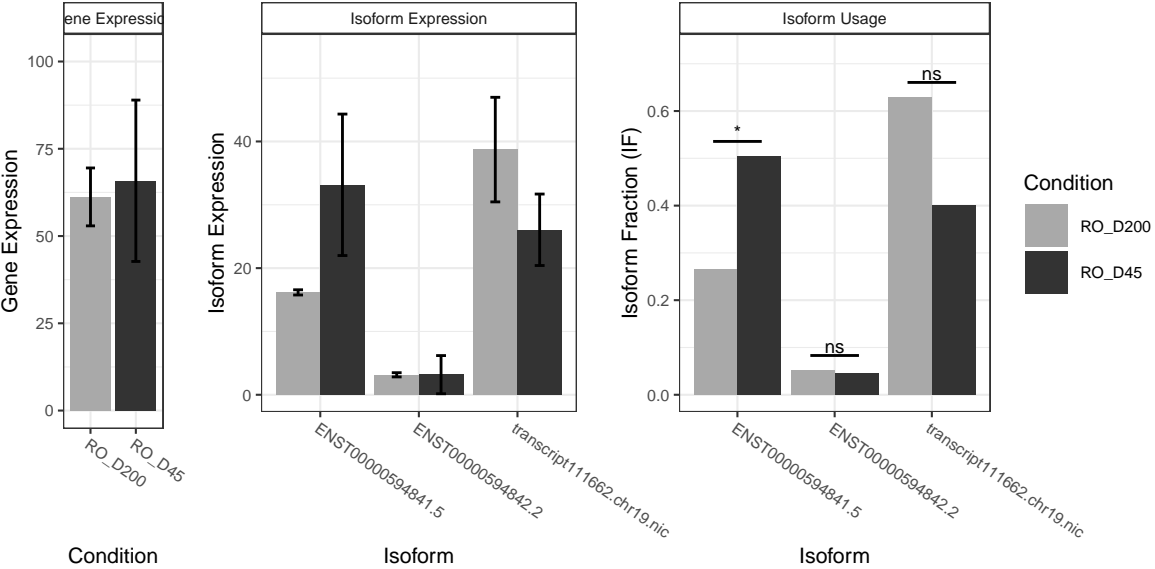 ene Expressio
Gene Expression
100
75
50
25
0
RO_D200
RO_D45
Condition
Isoform Expression
Isoform Expression
40
20
0
ENST00000594841.5
ENST00000594842.2
transcript111662.chr19.nic
Isoform
Isoform Usage
Isoform Fraction (IF)
0.6
0.4
0.2
0.0
*
ns
ns
ENST00000594841.5
ENST00000594842.2
transcript111662.chr19.nic
Isoform
Condition
RO_D200
RO_D45